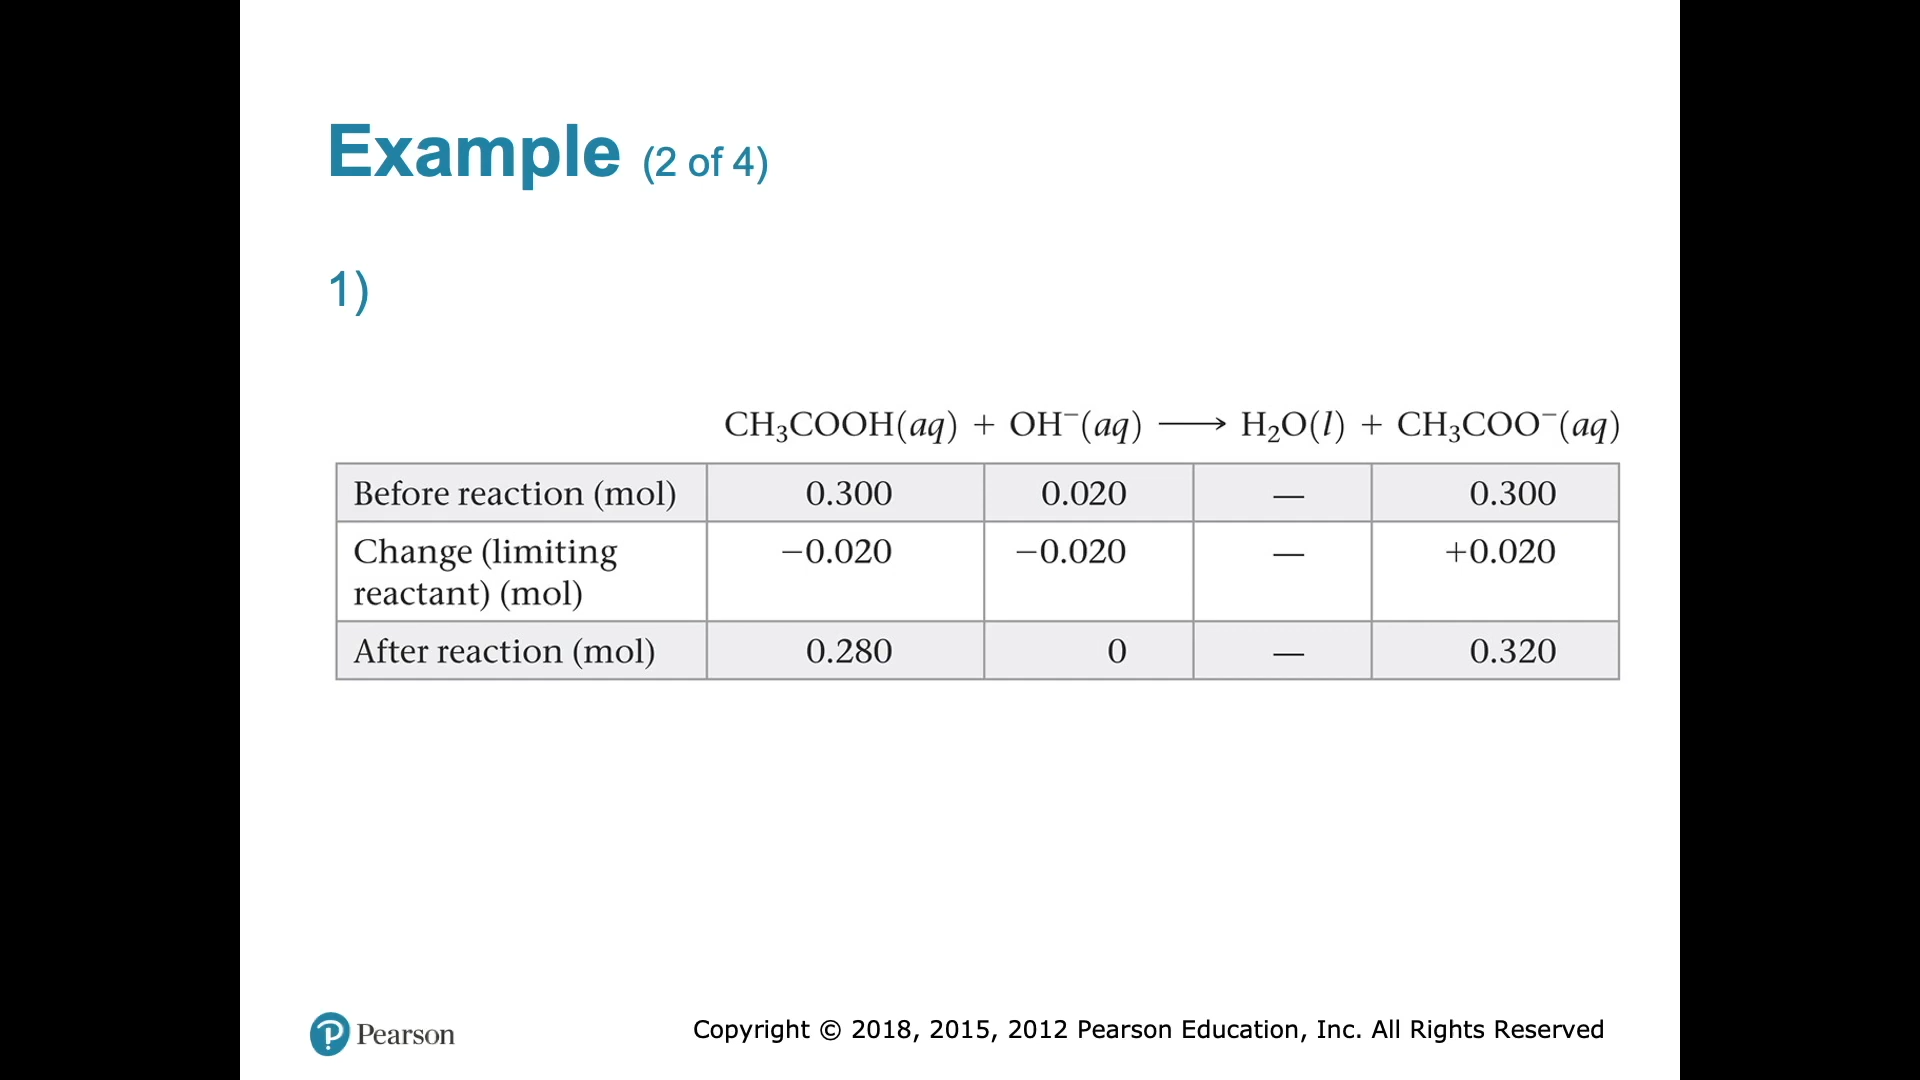 Example (2 of 4)
1)
CH₃COOH(aq) + OH⁻(aq) ⟶ H₂O(l) + CH₃COO⁻(aq)
Before reaction (mol) 0.300 0.020 — 0.300
Change (limiting −0.020 −0.020 — +0.020
reactant) (mol)
After reaction (mol) 0.280 0 — 0.320
Pearson
Copyright © 2018, 2015, 2012 Pearson Education, Inc. All Rights Reserved